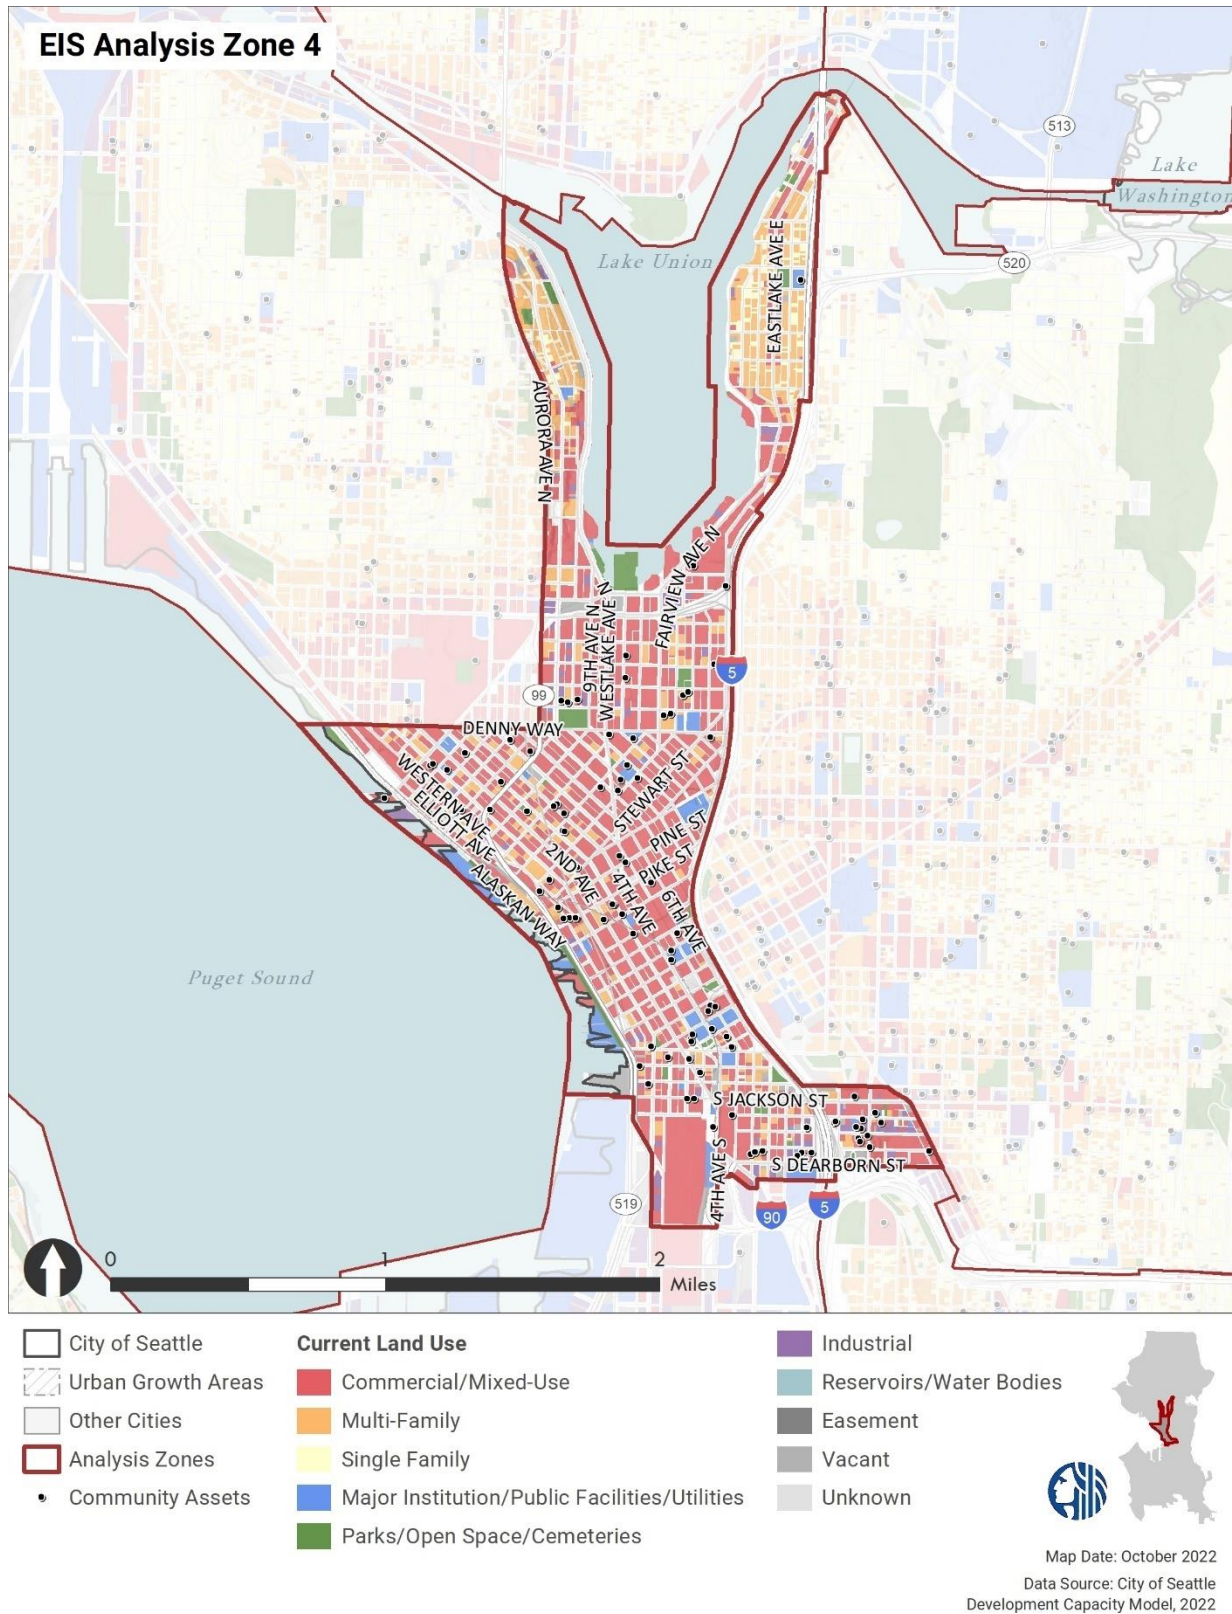 EIS Analysis Zone 4
513
Lake
Washington
520
Lake Union
EASTLAKE AVE E
AURORA AVE N
FAIRVIEW AVE N
9TH AVE N
WESTLAKE AVE N
5
99
DENNY WAY
WESTERN AVE
ELLIOTT AVE
STEWART ST
PINE ST
PIKE ST
2ND AVE
4TH AVE
6TH AVE
ALASKAN WAY
Puget Sound
S JACKSON ST
S DEARBORN ST
4TH AVE S
519
90
5
0 1 2
Miles
City of Seattle
Urban Growth Areas
Other Cities
Analysis Zones
Community Assets
Current Land Use
Commercial/Mixed-Use
Multi-Family
Single Family
Major Institution/Public Facilities/Utilities
Parks/Open Space/Cemeteries
Industrial
Reservoirs/Water Bodies
Easement
Vacant
Unknown
Map Date: October 2022
Data Source: City of Seattle
Development Capacity Model, 2022